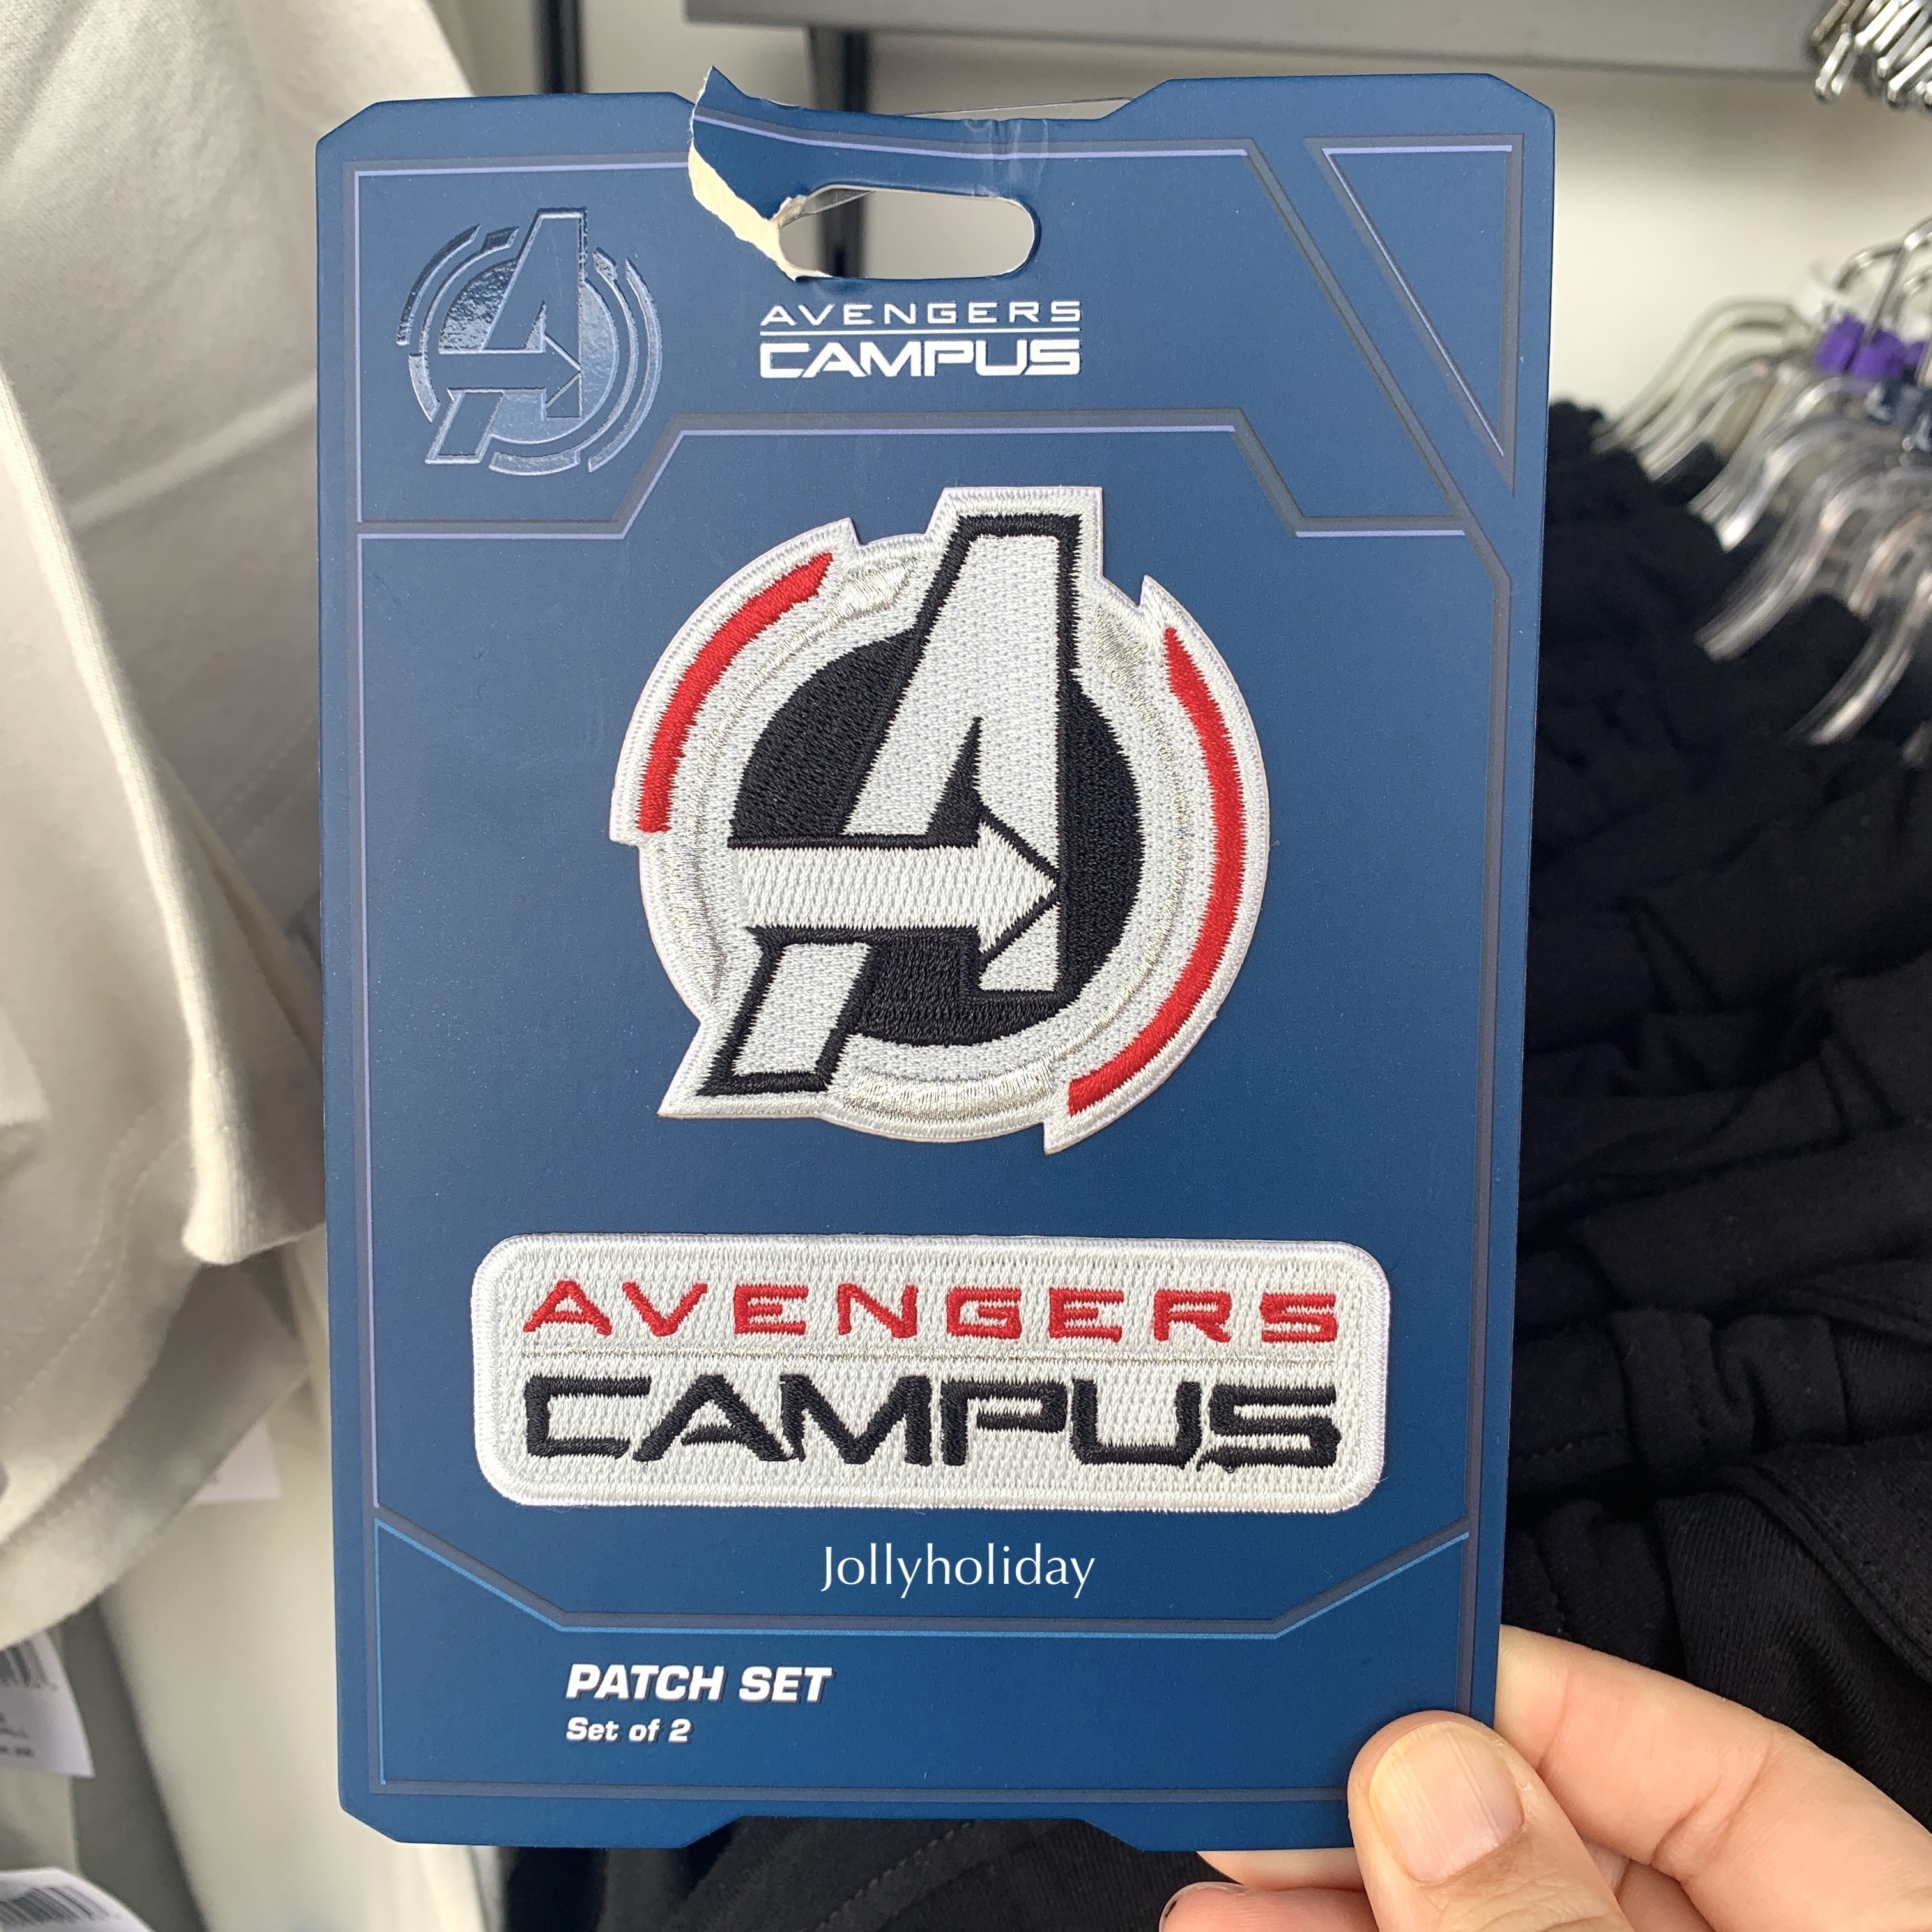 AVENGERS
CAMPUS
AVENGERS
CAMPUS
Jollyholiday
PATCH SET
Set of 2